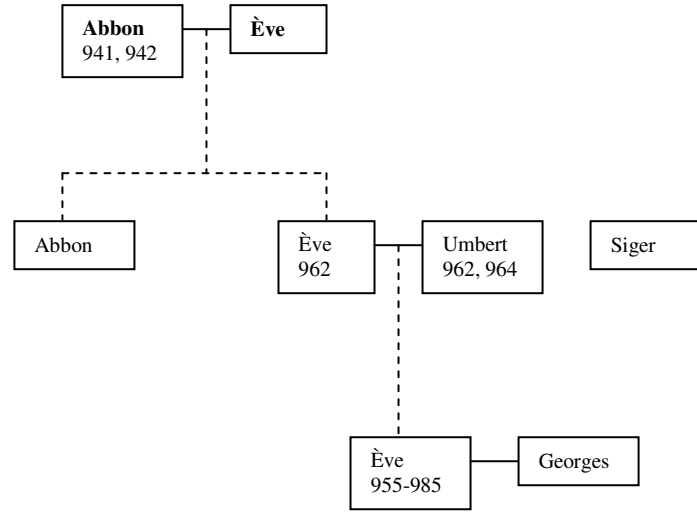 Abbon
941, 942
Ève
Abbon
Ève
962
Umbert
962, 964
Siger
Ève
955-985
Georges